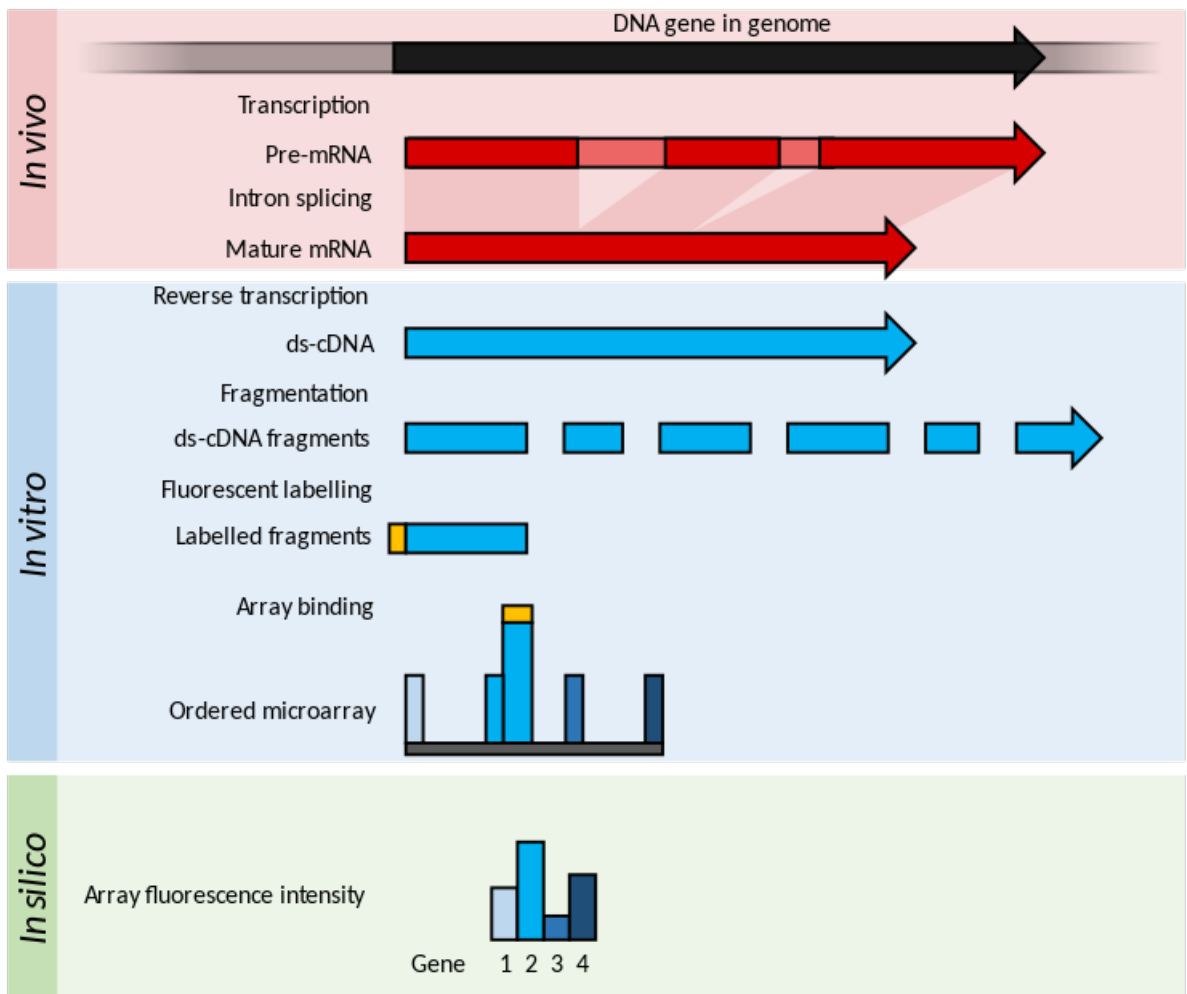 In vivo
DNA gene in genome
Transcription
Pre-mRNA
Intron splicing
Mature mRNA
In vitro
Reverse transcription
ds-cDNA
Fragmentation
ds-cDNA fragments
Fluorescent labelling
Labelled fragments
Array binding
Ordered microarray
In silico
Array fluorescence intensity
Gene 1 2 3 4